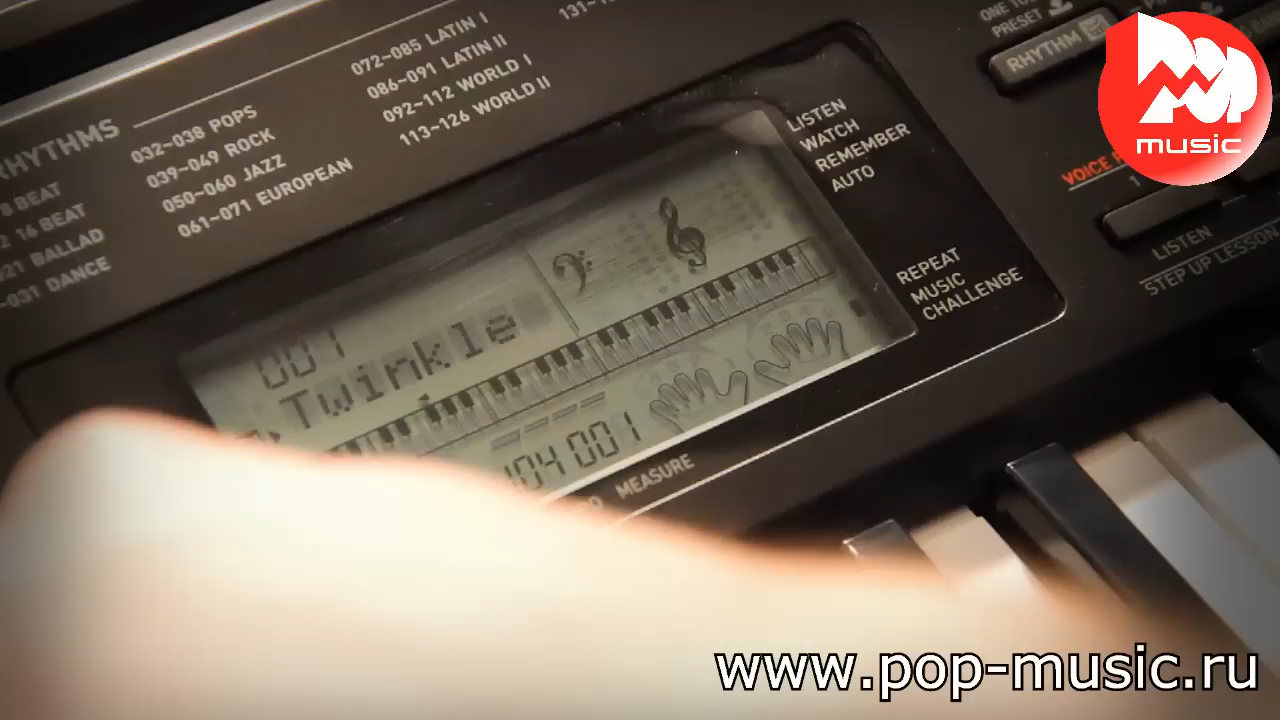 RHYTHMS
8 BEAT
16 BEAT
BALLAD
-031 DANCE
032-038 POPS
039-049 ROCK
050-060 JAZZ
061-071 EUROPEAN
072-085 LATIN I
086-091 LATIN II
092-112 WORLD I
113-126 WORLD II
ONE TO
PRESET
RHYTHM
LISTEN
WATCH
REMEMBER
AUTO
REPEAT
MUSIC
CHALLENGE
VOICE
1
LISTEN
STEP UP LESSON
001
Twinkle
104 001
MEASURE
POP
music
www.pop-music.ru